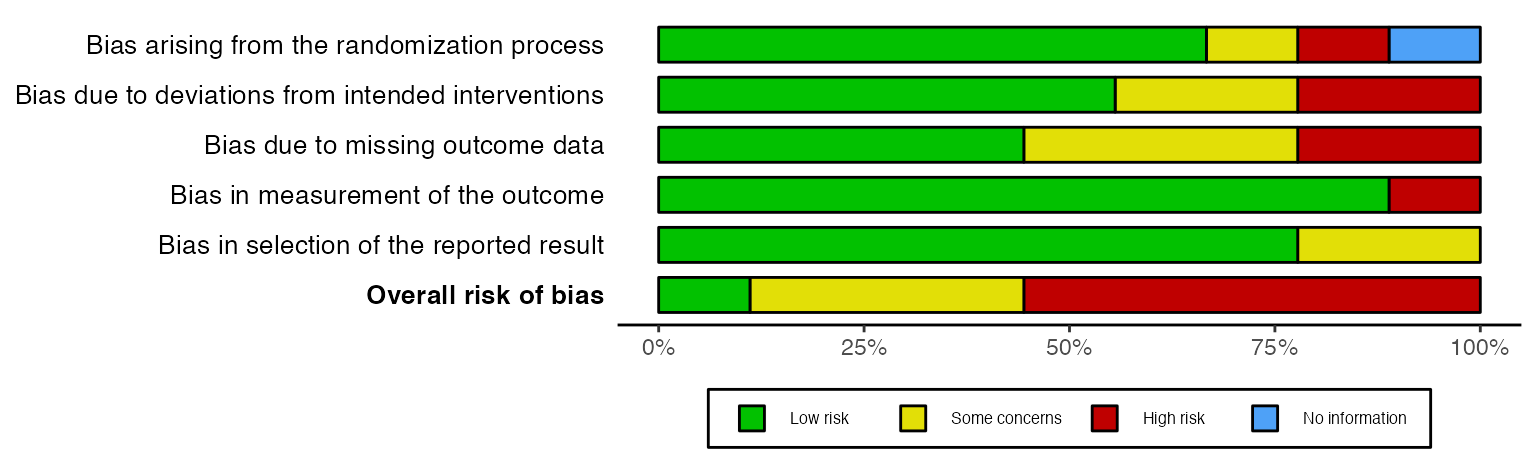 Bias arising from the randomization process
Bias due to deviations from intended interventions
Bias due to missing outcome data
Bias in measurement of the outcome
Bias in selection of the reported result
Overall risk of bias
0% 25% 50% 75% 100%
Low risk Some concerns High risk No information